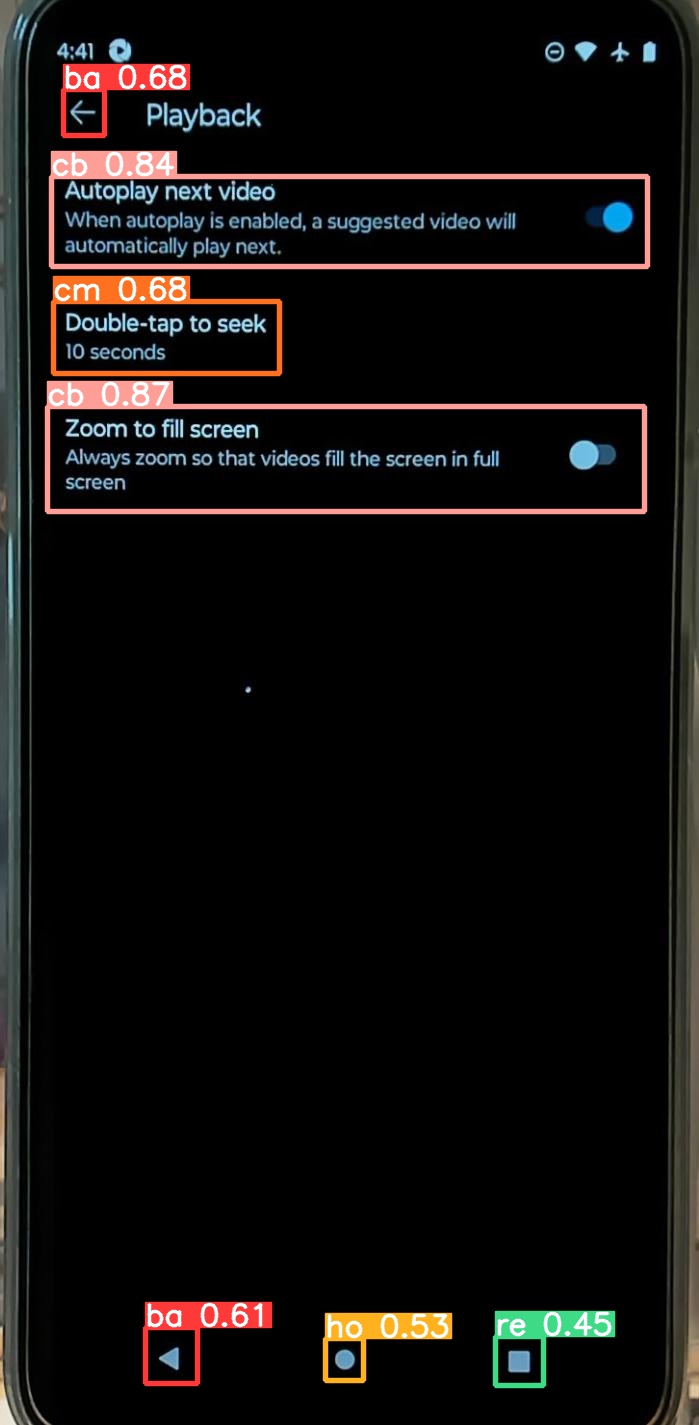 4:41
ba 0.68
Playback
cb 0.84
Autoplay next video
When autoplay is enabled, a suggested video will
automatically play next.
cm 0.68
Double-tap to seek
10 seconds
cb 0.87
Zoom to fill screen
Always zoom so that videos fill the screen in full
screen
ba 0.61
ho 0.53
re 0.45